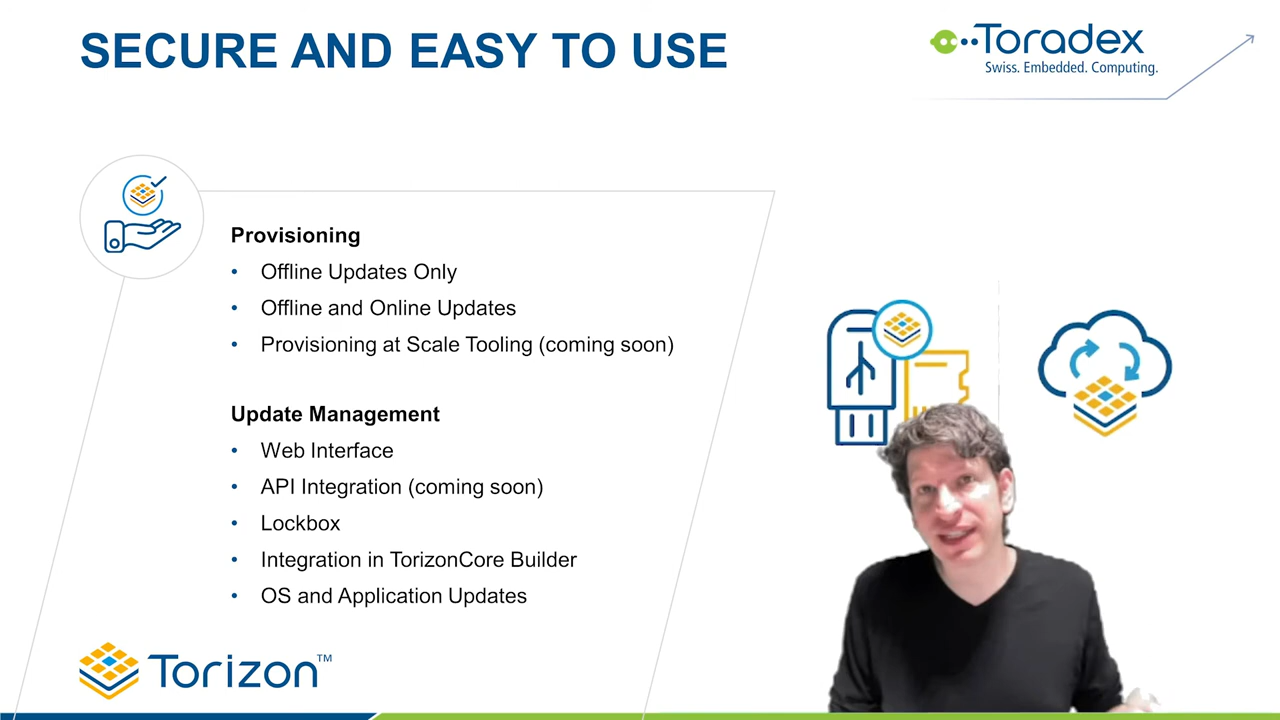 SECURE AND EASY TO USE
Toradex
Swiss. Embedded. Computing.
Provisioning
• Offline Updates Only
• Offline and Online Updates
• Provisioning at Scale Tooling (coming soon)
Update Management
• Web Interface
• API Integration (coming soon)
• Lockbox
• Integration in TorizonCore Builder
• OS and Application Updates
Torizon™